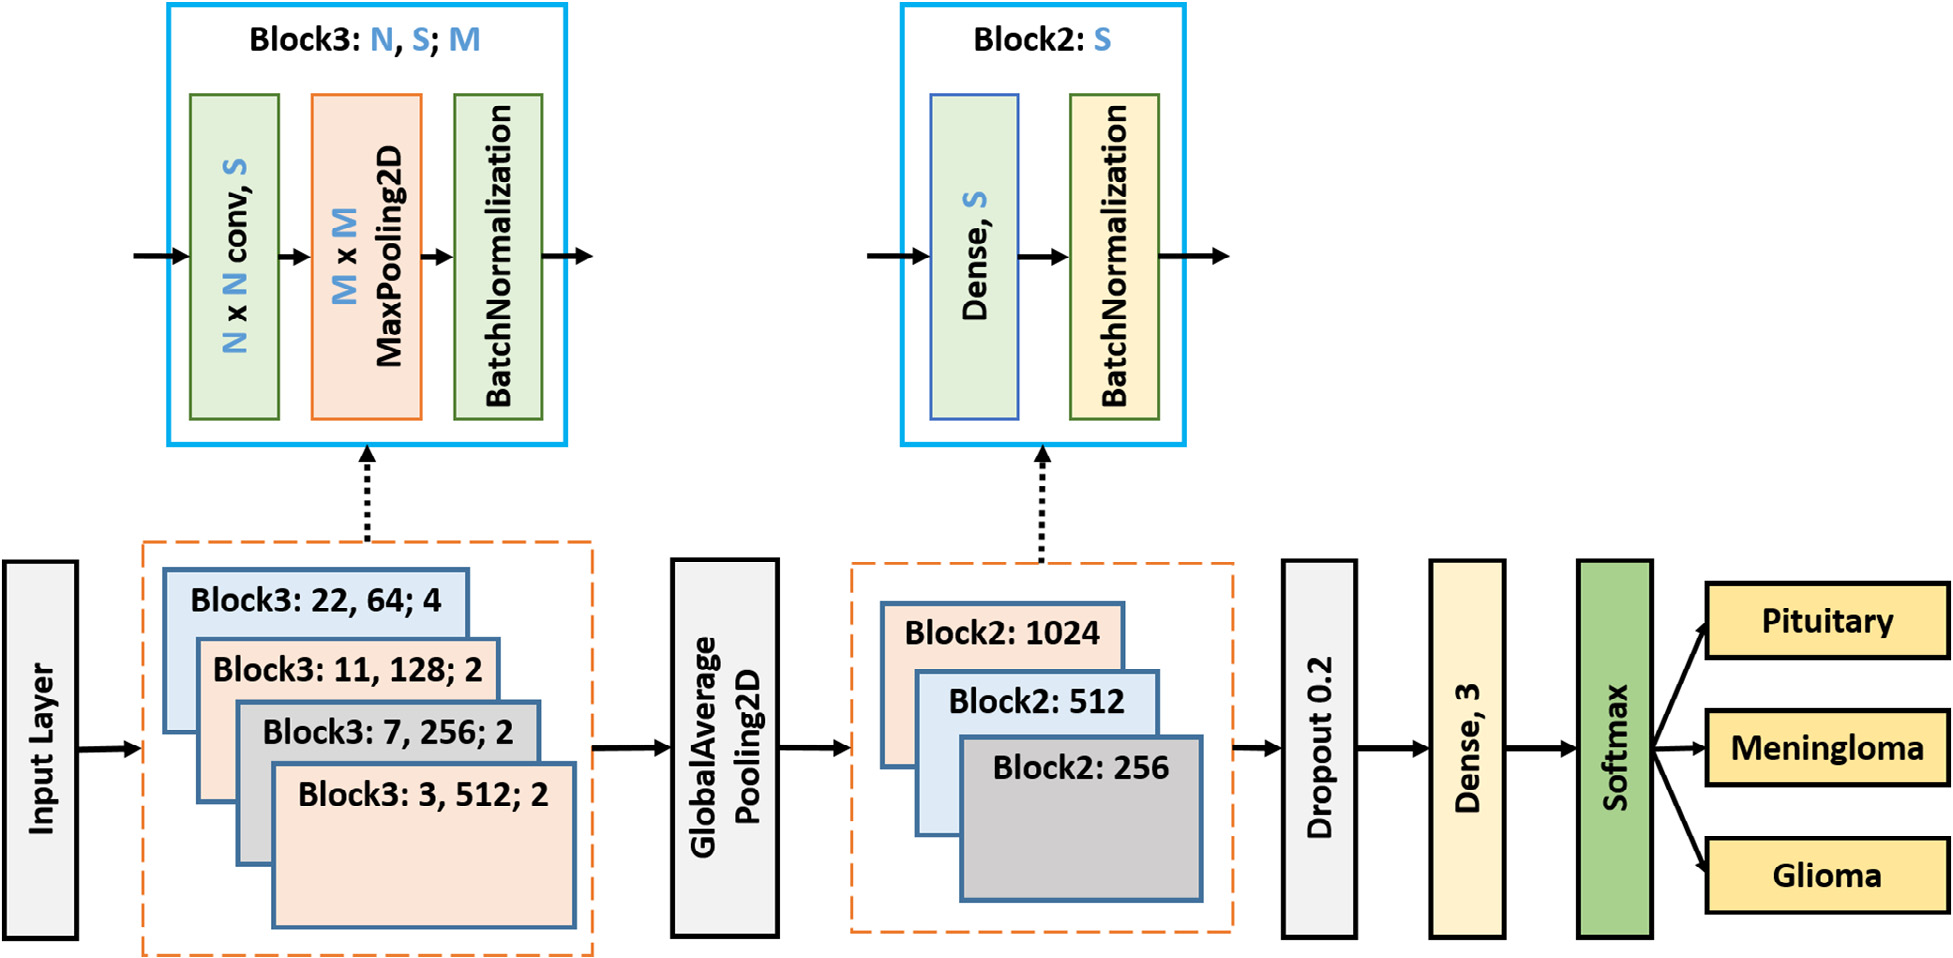 Block3: N, S; M
N x N conv, S
M x M
MaxPooling2D
BatchNormalization
Block2: S
Dense, S
BatchNormalization
Input Layer
Block3: 22, 64; 4
Block3: 11, 128; 2
Block3: 7, 256; 2
Block3: 3, 512; 2
GlobalAverage
Pooling2D
Block2: 1024
Block2: 512
Block2: 256
Dropout 0.2
Dense, 3
Softmax
Pituitary
Meningloma
Glioma